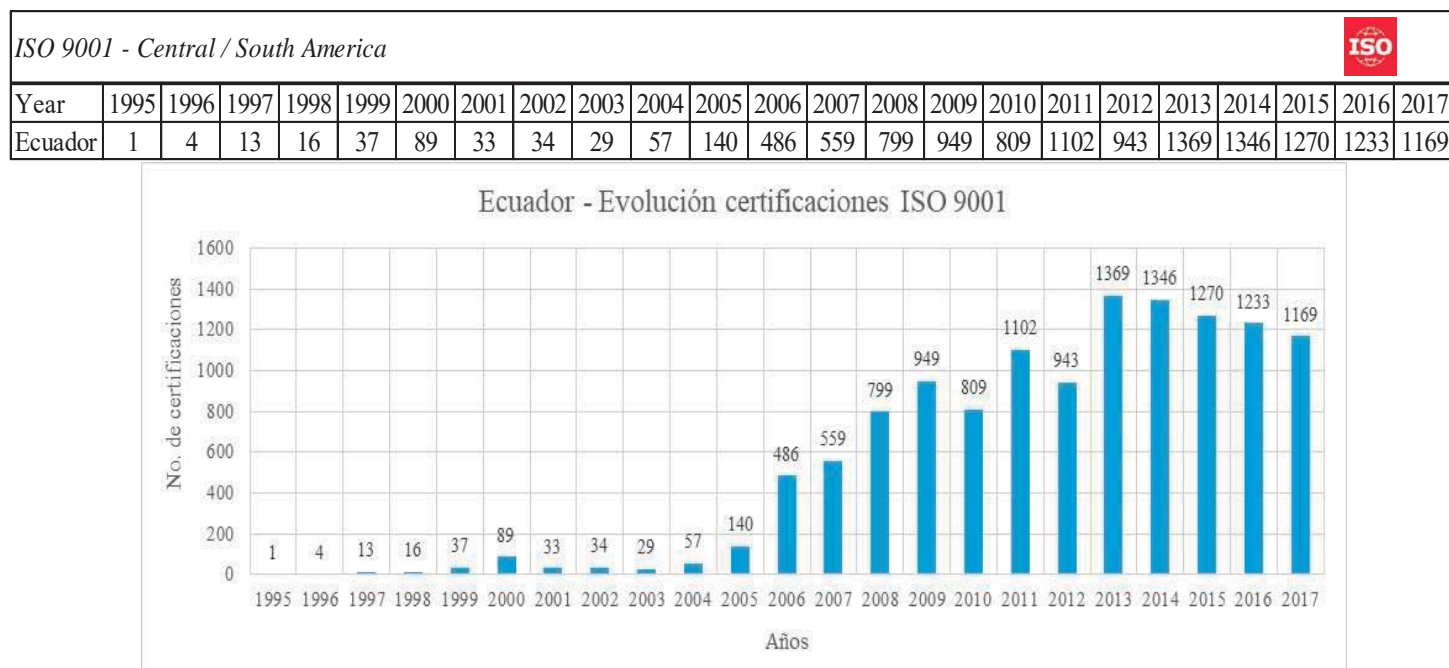 ISO 9001 - Central / South America
ISO
Year 1995 1996 1997 1998 1999 2000 2001 2002 2003 2004 2005 2006 2007 2008 2009 2010 2011 2012 2013 2014 2015 2016 2017
Ecuador 1 4 13 16 37 89 33 34 29 57 140 486 559 799 949 809 1102 943 1369 1346 1270 1233 1169
Ecuador - Evolución certificaciones ISO 9001
No. de certificaciones
1600
1400
1200
1000
800
600
400
200
0
1 4 13 16 37 89 33 34 29 57 140 486 559 799 949 809 1102 943 1369 1346 1270 1233 1169
1995 1996 1997 1998 1999 2000 2001 2002 2003 2004 2005 2006 2007 2008 2009 2010 2011 2012 2013 2014 2015 2016 2017
Años